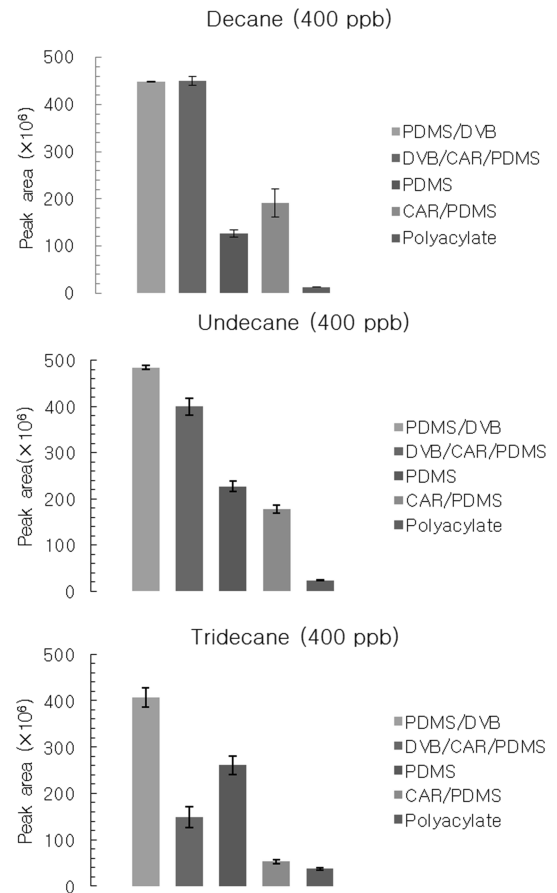 Decane (400 ppb)
Peak area (×10⁶)
500
400
300
200
100
0
PDMS/DVB
DVB/CAR/PDMS
PDMS
CAR/PDMS
Polyacylate
Undecane (400 ppb)
Peak area(×10⁶)
500
400
300
200
100
0
PDMS/DVB
DVB/CAR/PDMS
PDMS
CAR/PDMS
Polyacylate
Tridecane (400 ppb)
Peak area (×10⁶)
500
400
300
200
100
0
PDMS/DVB
DVB/CAR/PDMS
PDMS
CAR/PDMS
Polyacylate